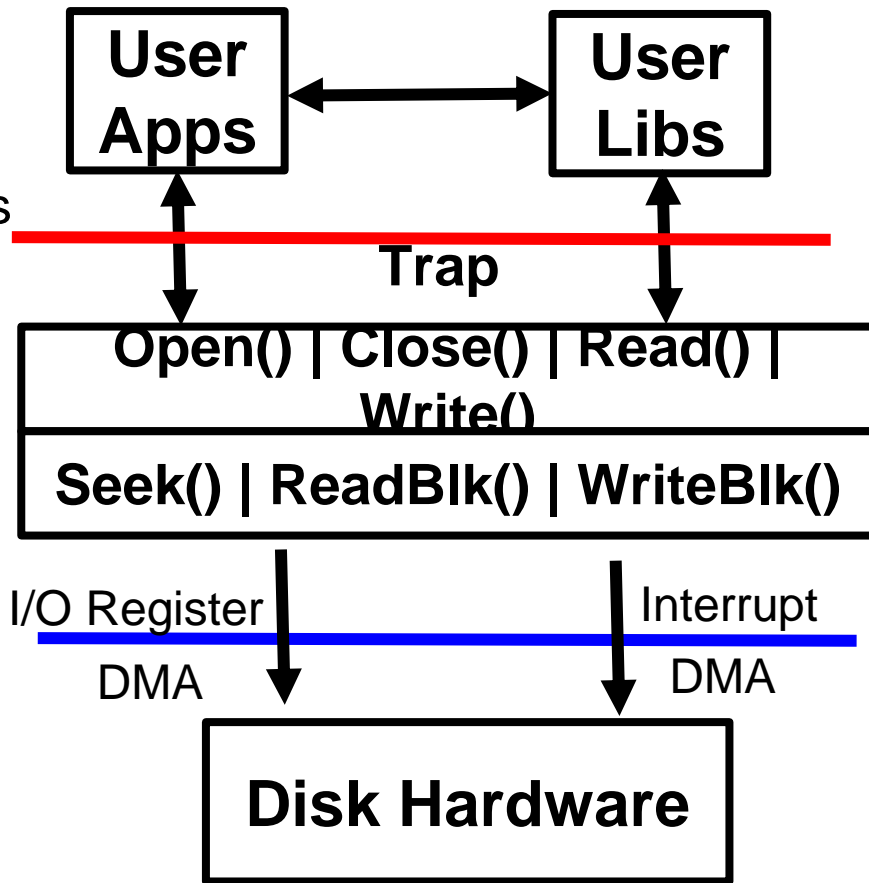 User
Apps
User
Libs
s
Trap
Open() | Close() | Read() |
Write()
Seek() | ReadBlk() | WriteBlk()
I/O Register
Interrupt
DMA
DMA
Disk Hardware